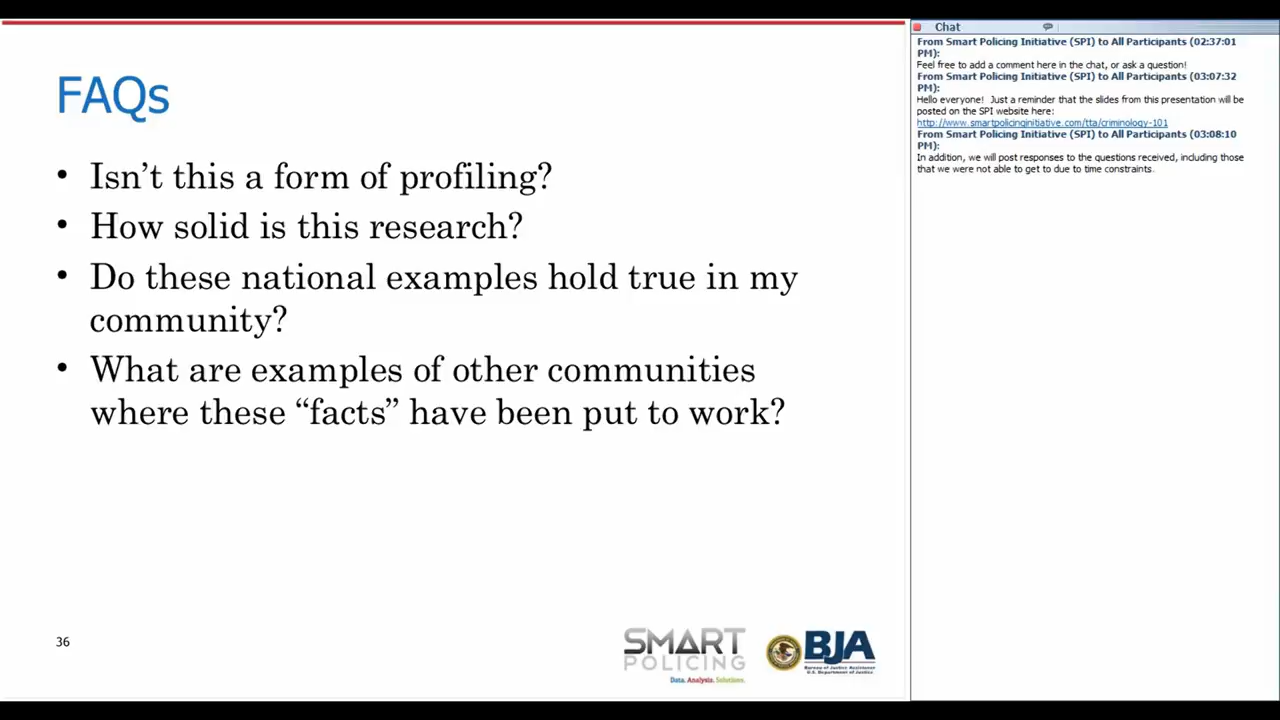 FAQs
• Isn’t this a form of profiling?
• How solid is this research?
• Do these national examples hold true in my
community?
• What are examples of other communities
where these “facts” have been put to work?
36
SMART
POLICING
Data. Analysis. Solutions.
BJA
Bureau of Justice Assistance
U.S. Department of Justice
Chat
From Smart Policing Initiative (SPI) to All Participants (02:37:01
PM):
Feel free to add a comment here in the chat, or ask a question!
From Smart Policing Initiative (SPI) to All Participants (03:07:32
PM):
Hello everyone!  Just a reminder that the slides from this presentation will be
posted on the SPI website here:
http://www.smartpolicinginitiative.com/tta/criminology-101
From Smart Policing Initiative (SPI) to All Participants (03:08:10
PM):
In addition, we will post responses to the questions received, including those
that we were not able to get to due to time constraints.